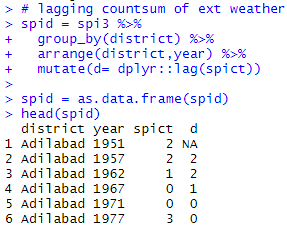 > # lagging countsum of ext weather
> spid = spi3 %>%
+   group_by(district) %>%
+   arrange(district,year) %>%
+   mutate(d= dplyr::lag(spict))
>
> spid = as.data.frame(spid)
> head(spid)
  district year spict  d
1 Adilabad 1951     2 NA
2 Adilabad 1957     2  2
3 Adilabad 1962     1  2
4 Adilabad 1967     0  1
5 Adilabad 1971     0  0
6 Adilabad 1977     3  0